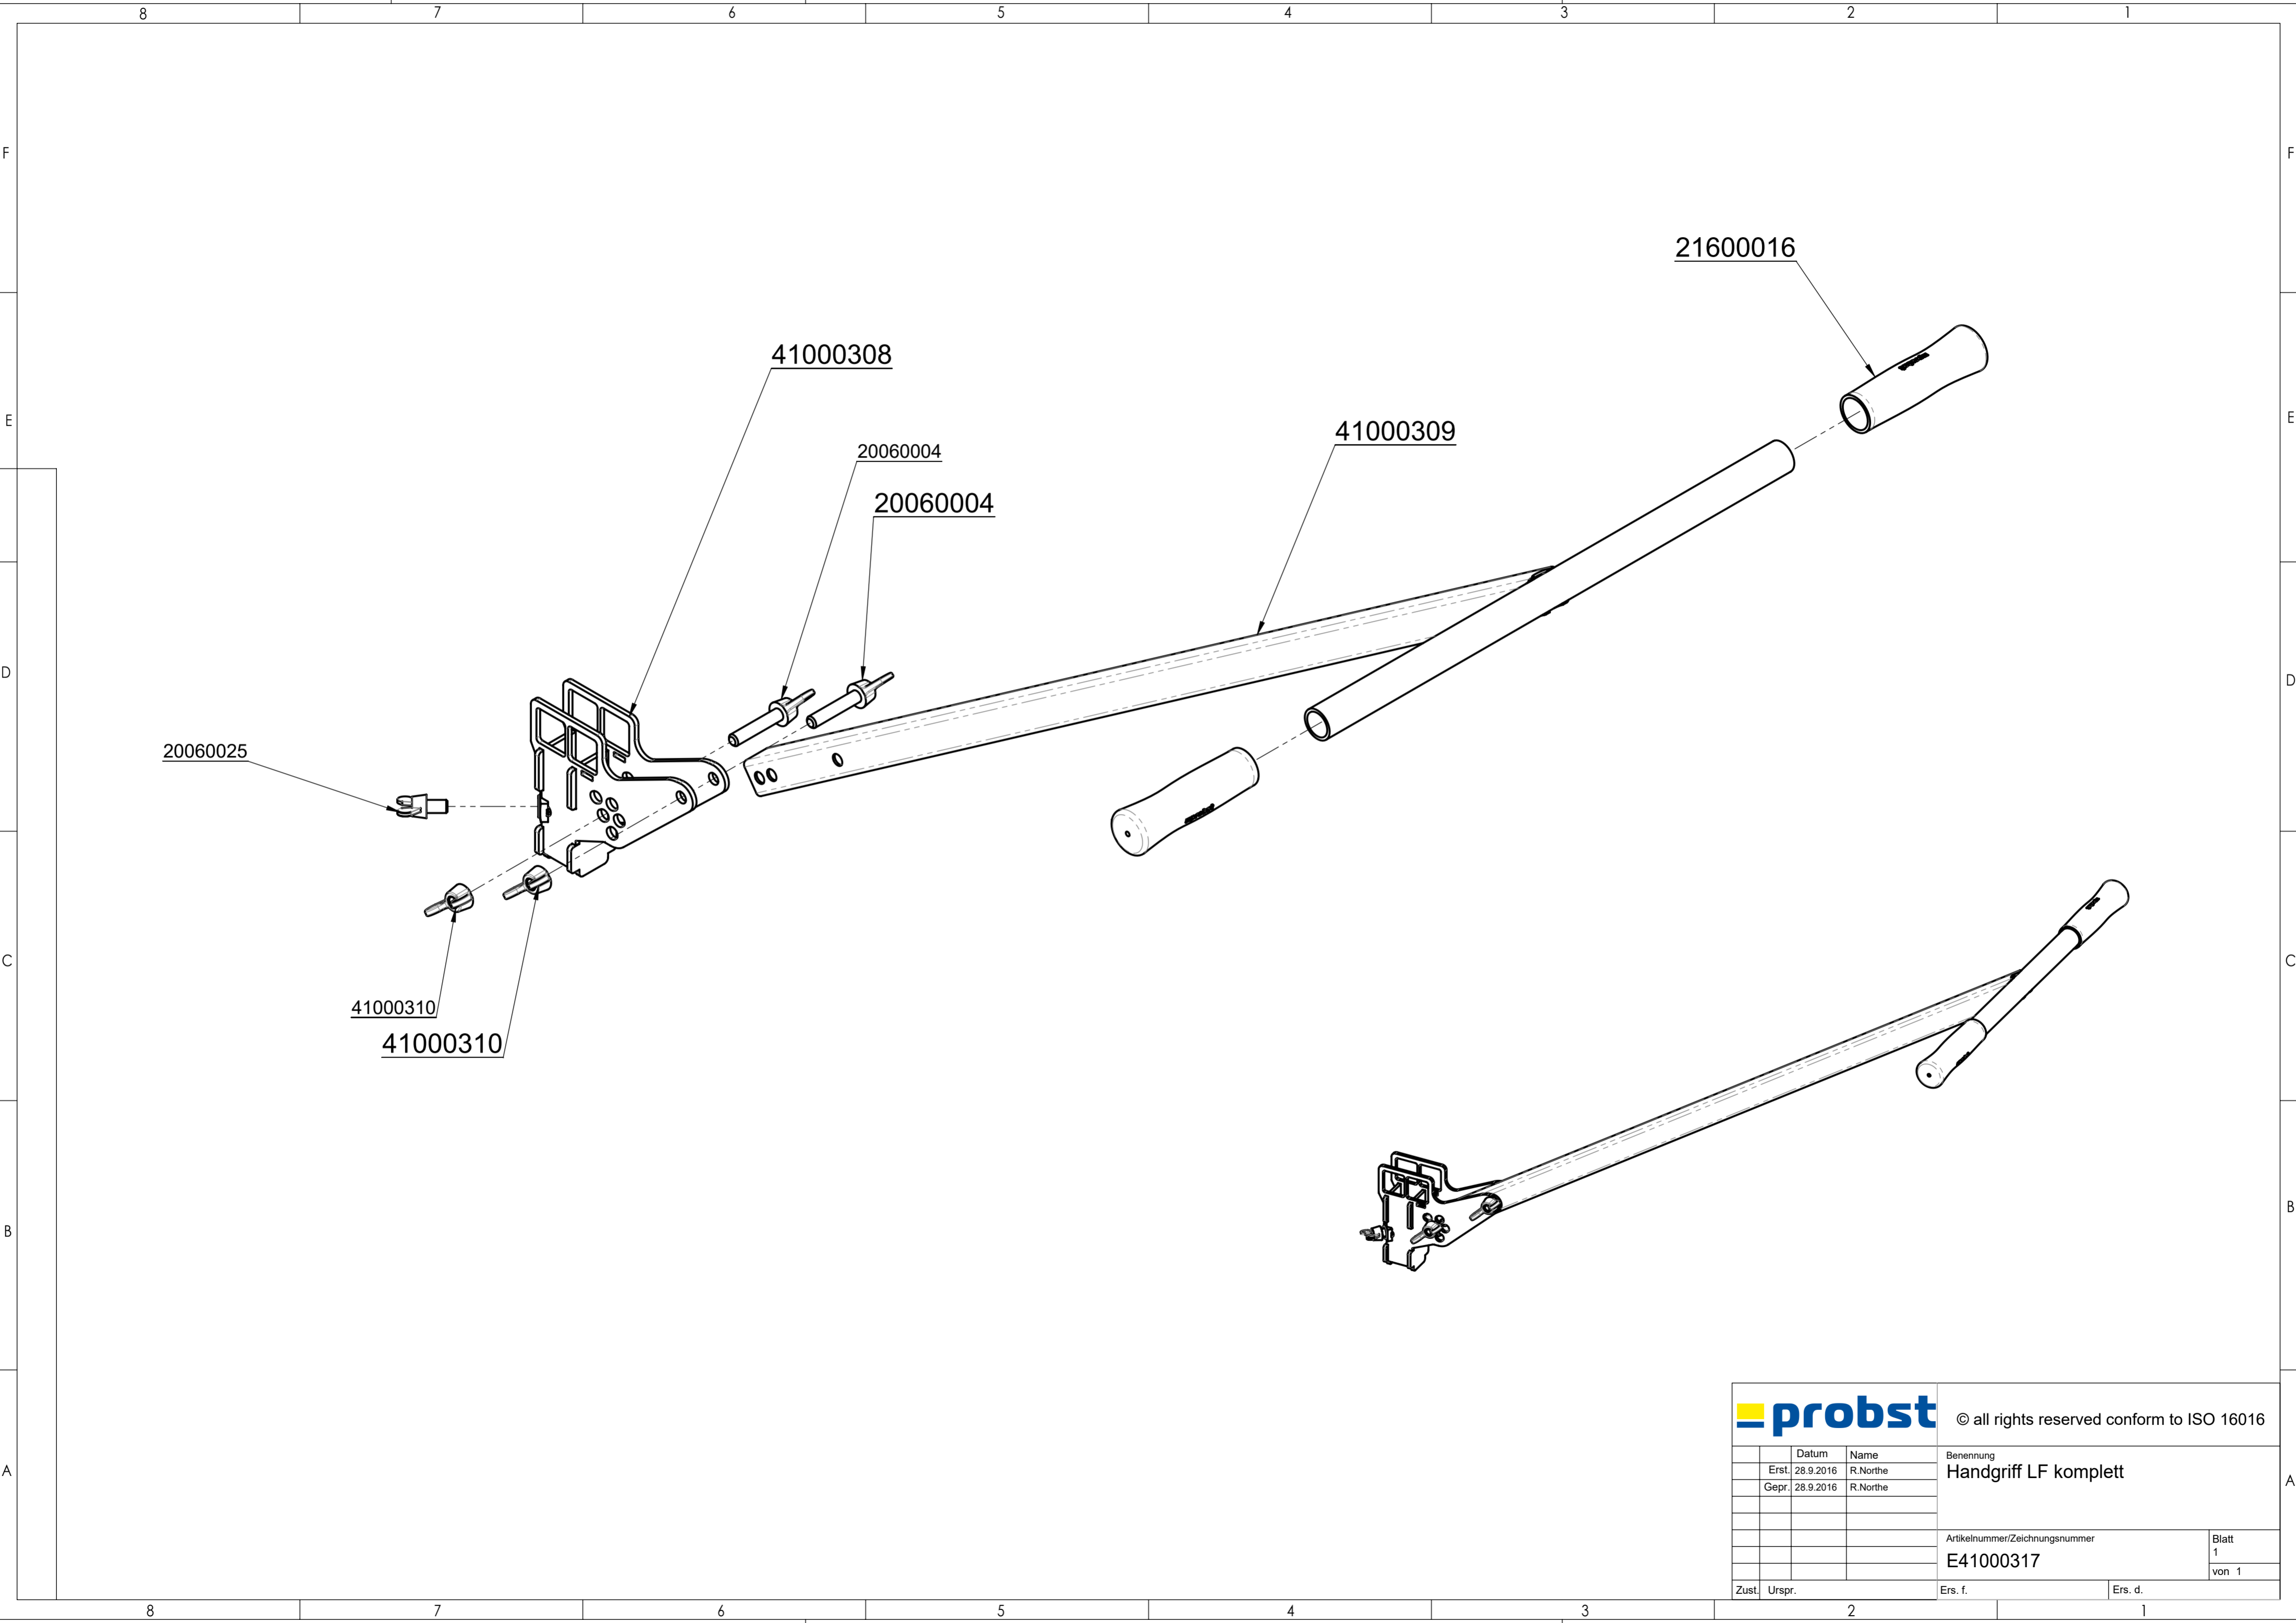 8 7 6 5 4 3 2 1
F F
21600016
41000308
E E
41000309
20060004
20060004
D D
20060025
C C
41000310
41000310
B B
probst
© all rights reserved conform to ISO 16016
Datum Name
Benennung
Erst. 28.9.2016 R.Northe
Handgriff LF komplett
A A
Gepr. 28.9.2016 R.Northe
Artikelnummer/Zeichnungsnummer
Blatt
1
E41000317
von 1
Zust. Urspr. Ers. f. Ers. d.
8 7 6 5 4 3 2 1